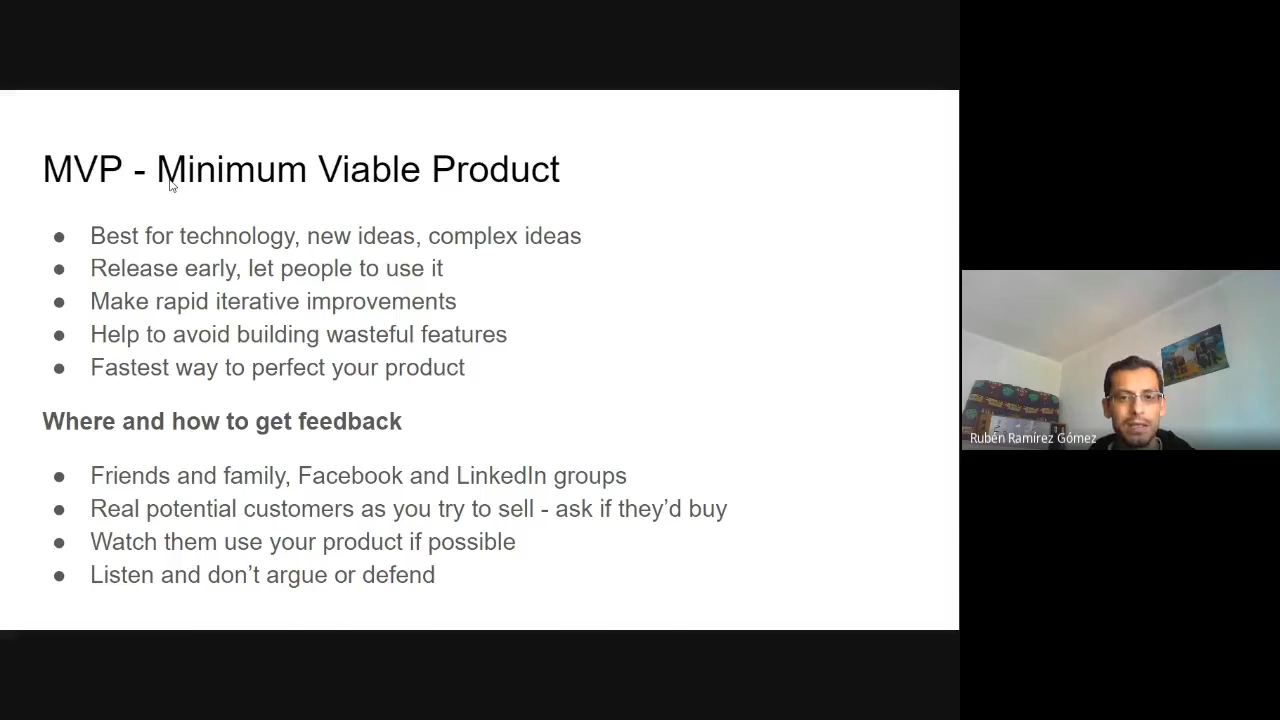 MVP - Minimum Viable Product
● Best for technology, new ideas, complex ideas
● Release early, let people to use it
● Make rapid iterative improvements
● Help to avoid building wasteful features
● Fastest way to perfect your product
Where and how to get feedback
● Friends and family, Facebook and LinkedIn groups
● Real potential customers as you try to sell - ask if they’d buy
● Watch them use your product if possible
● Listen and don’t argue or defend
Rubén Ramírez Gómez